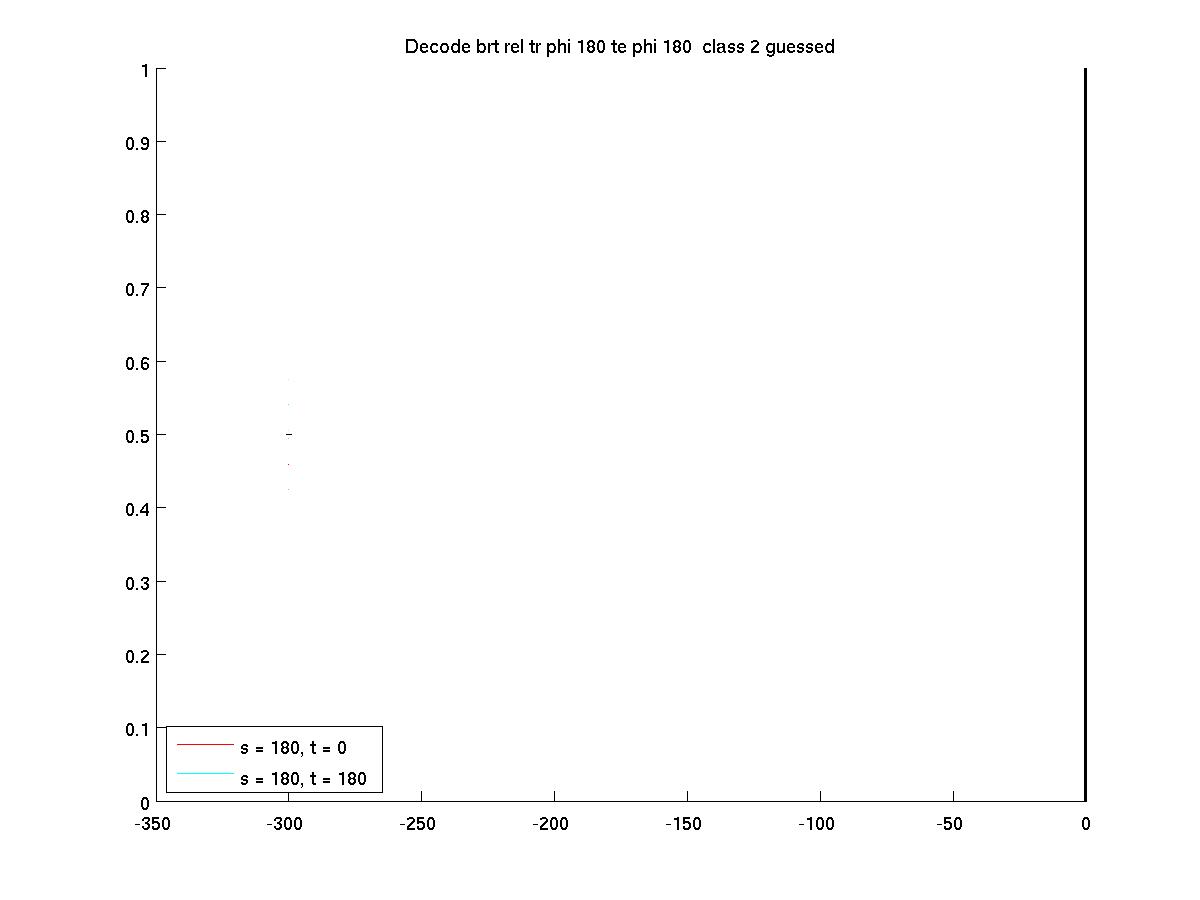 Decode brt rel tr phi 180 te phi 180  class 2 guessed
1
0.9
0.8
0.7
0.6
0.5
0.4
0.3
0.2
0.1
0
s = 180, t = 0
s = 180, t = 180
-350 -300 -250 -200 -150 -100 -50 0